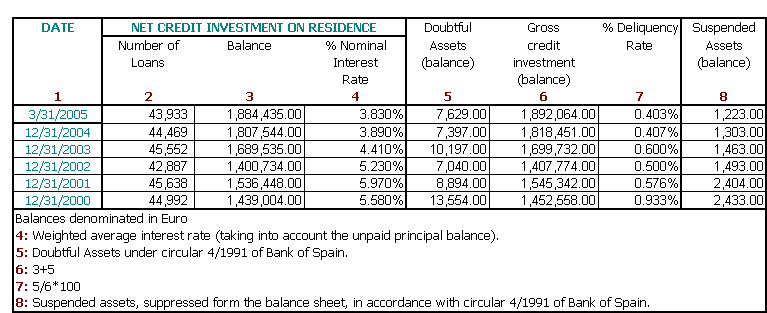 DATE NET CREDIT INVESTMENT ON RESIDENCE Doubtful Assets (balance) Gross credit investment (balance) % Deliquency Rate Suspended Assets (balance)
Number of Loans Balance % Nominal Interest Rate
1 2 3 4 5 6 7 8
3/31/2005 43,933 1,884,435.00 3.830% 7,629.00 1,892,064.00 0.403% 1,223.00
12/31/2004 44,469 1,807,544.00 3.890% 7,397.00 1,818,451.00 0.407% 1,303.00
12/31/2003 45,552 1,689,535.00 4.410% 10,197.00 1,699,732.00 0.600% 1,463.00
12/31/2002 42,887 1,400,734.00 5.230% 7,040.00 1,407,774.00 0.500% 1,493.00
12/31/2001 45,638 1,536,448.00 5.970% 8,894.00 1,545,342.00 0.576% 2,404.00
12/31/2000 44,992 1,439,004.00 5.580% 13,554.00 1,452,558.00 0.933% 2,433.00
Balances denominated in Euro
4: Weighted average interest rate (taking into account the unpaid principal balance).
5: Doubtful Assets under circular 4/1991 of Bank of Spain.
6: 3+5
7: 5/6*100
8: Suspended assets, suppressed form the balance sheet, in accordance with circular 4/1991 of Bank of Spain.